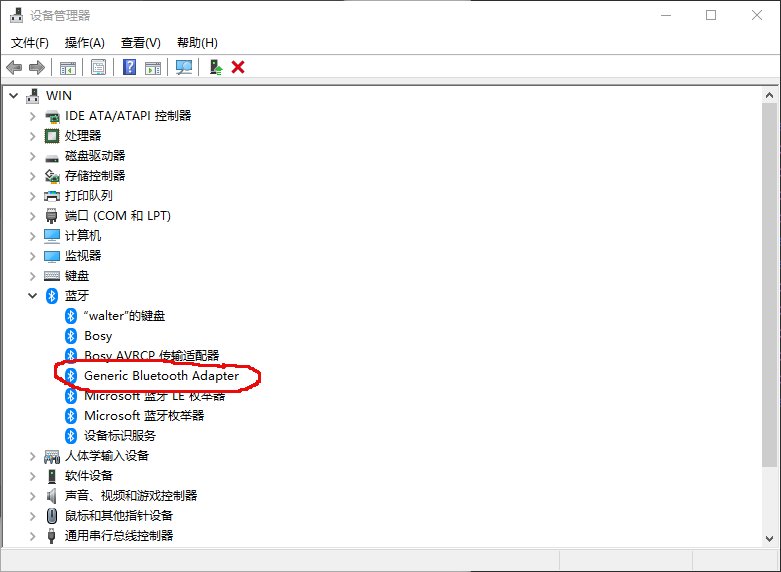 设备管理器
文件(F) 操作(A) 查看(V) 帮助(H)
WIN
IDE ATA/ATAPI 控制器
处理器
磁盘驱动器
存储控制器
打印队列
端口 (COM 和 LPT)
计算机
监视器
键盘
蓝牙
“walter”的键盘
Bosy
Bosy AVRCP 传输适配器
Generic Bluetooth Adapter
Microsoft 蓝牙 LE 枚举器
Microsoft 蓝牙枚举器
设备标识服务
人体学输入设备
软件设备
声音、视频和游戏控制器
鼠标和其他指针设备
通用串行总线控制器